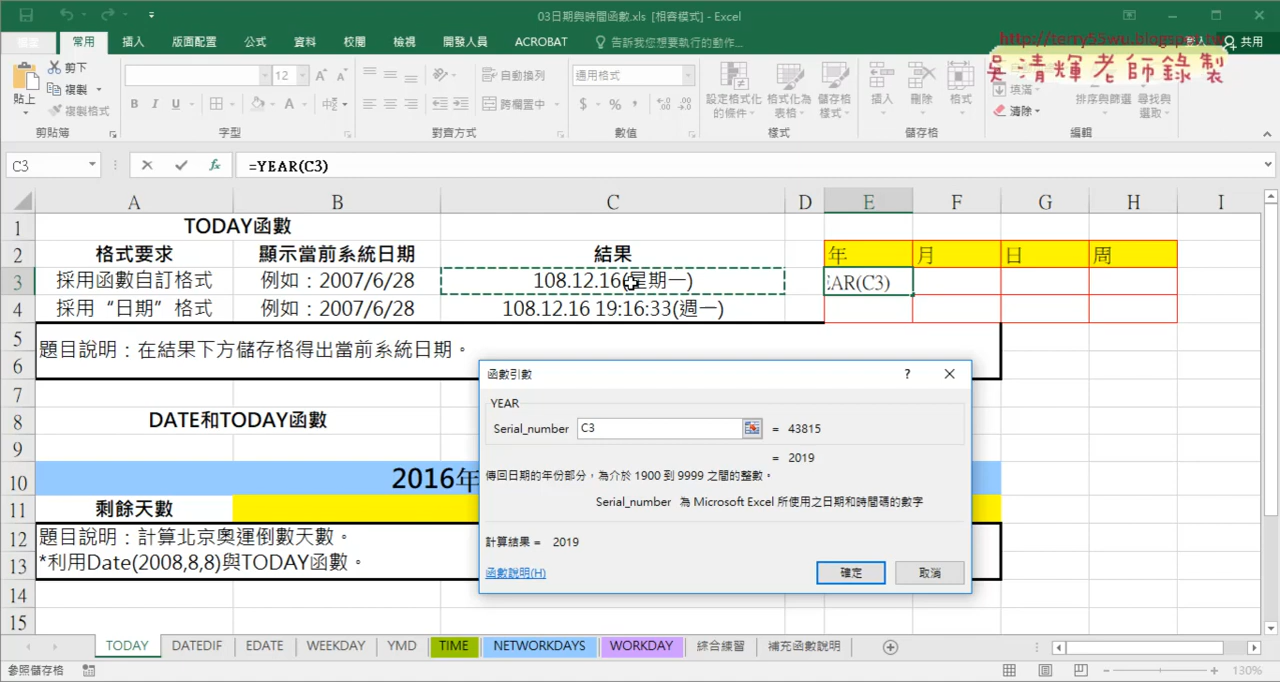 03日期與時間函數.xls [相容模式] - Excel
常用 插入 版面配置 公式 資料 校閱 檢視 開發人員 ACROBAT 告訴我您想要執行的動作... 共用
http://terry55wu.blogspot.tw
吳清輝老師錄製
貼上 剪下 複製 複製格式 剪貼簿
12 B I U 字型
自動換列 跨欄置中 對齊方式
通用格式 $ % 數值
設定格式化的條件 格式化為表格 儲存格樣式 樣式
插入 刪除 格式 儲存格
填滿 清除 排序與篩選 尋找與選取 編輯
C3 fx =YEAR(C3)
A B C D E F G H I
1 TODAY函數
2 格式要求 顯示當前系統日期 結果 年 月 日 周
3 採用函數自訂格式 例如：2007/6/28 108.12.16(星期一) EAR(C3)
4 採用“日期”格式 例如：2007/6/28 108.12.16 19:16:33(週一)
5
題目說明：在結果下方儲存格得出當前系統日期。
6
7
8 DATE和TODAY函數
9
10 2016年
11 剩餘天數
12 題目說明：計算北京奧運倒數天數。
13 *利用Date(2008,8,8)與TODAY函數。
14
15
函數引數 ?
YEAR
Serial_number C3 = 43815
= 2019
傳回日期的年份部分，為介於 1900 到 9999 之間的整數。
Serial_number 為 Microsoft Excel 所使用之日期和時間碼的數字
計算結果 = 2019
函數說明(H) 確定 取消
TODAY DATEDIF EDATE WEEKDAY YMD TIME NETWORKDAYS WORKDAY 綜合練習 補充函數說明
參照儲存格 130%